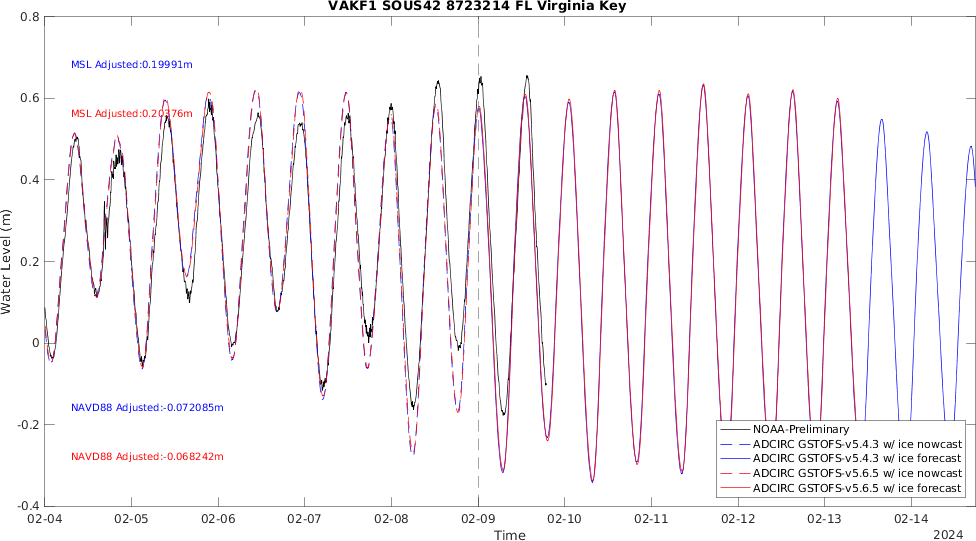 VAKF1 SOUS42 8723214 FL Virginia Key
0.8
MSL Adjusted:0.19991m
0.6
MSL Adjusted:0.20376m
0.4
Water Level (m)
0.2
0
NAVD88 Adjusted:-0.072085m
-0.2
NOAA-Preliminary
ADCIRC GSTOFS-v5.4.3 w/ ice nowcast
NAVD88 Adjusted:-0.068242m
ADCIRC GSTOFS-v5.4.3 w/ ice forecast
ADCIRC GSTOFS-v5.6.5 w/ ice nowcast
ADCIRC GSTOFS-v5.6.5 w/ ice forecast
-0.4
02-04 02-05 02-06 02-07 02-08 02-09 02-10 02-11 02-12 02-13 02-14
Time
2024